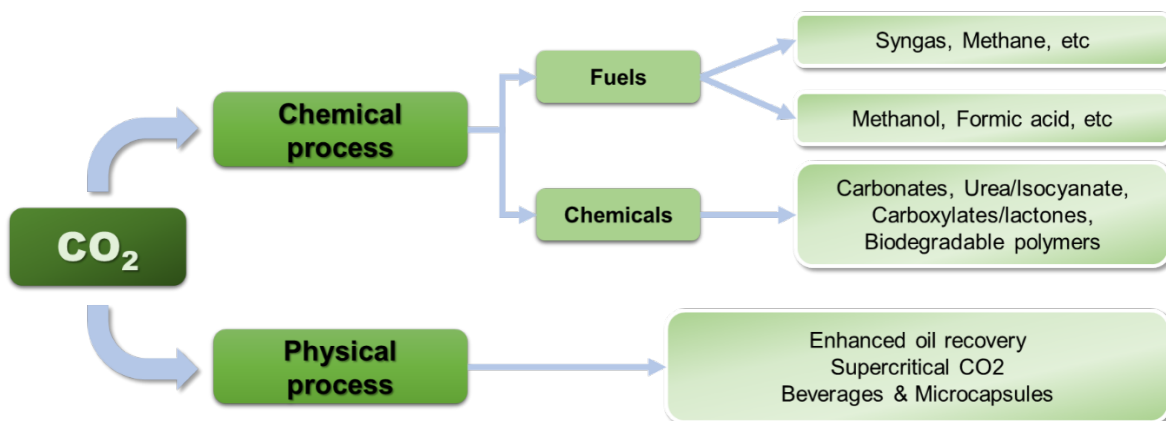 CO₂
Chemical
process
Fuels
Syngas, Methane, etc
Methanol, Formic acid, etc
Chemicals
Carbonates, Urea/Isocyanate,
Carboxylates/lactones,
Biodegradable polymers
Physical
process
Enhanced oil recovery
Supercritical CO2
Beverages & Microcapsules